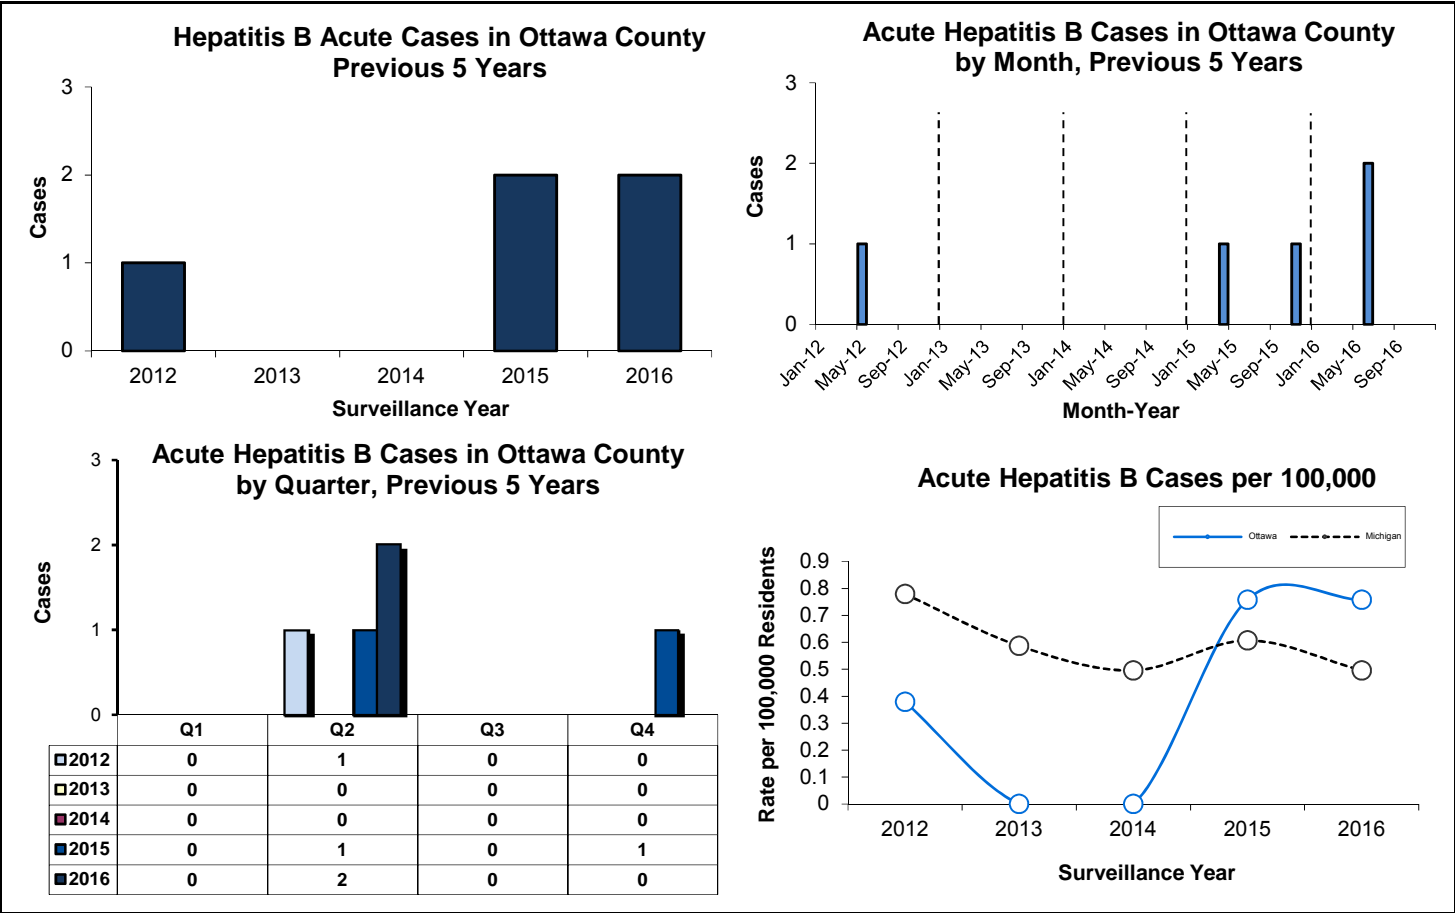 Hepatitis B Acute Cases in Ottawa County
Previous 5 Years
3
2
1
0
Cases
2012 2013 2014 2015 2016
Surveillance Year
Acute Hepatitis B Cases in Ottawa County
by Month, Previous 5 Years
3
2
1
0
Cases
Jan-12 May-12 Sep-12 Jan-13 May-13 Sep-13 Jan-14 May-14 Sep-14 Jan-15 May-15 Sep-15 Jan-16 May-16 Sep-16
Month-Year
Acute Hepatitis B Cases in Ottawa County
by Quarter, Previous 5 Years
3
2
1
0
Cases
Q1 Q2 Q3 Q4
2012 0 1 0 0
2013 0 0 0 0
2014 0 0 0 0
2015 0 1 0 1
2016 0 2 0 0
Acute Hepatitis B Cases per 100,000
Ottawa Michigan
0.9
0.8
0.7
0.6
0.5
0.4
0.3
0.2
0.1
0
Rate per 100,000 Residents
2012 2013 2014 2015 2016
Surveillance Year